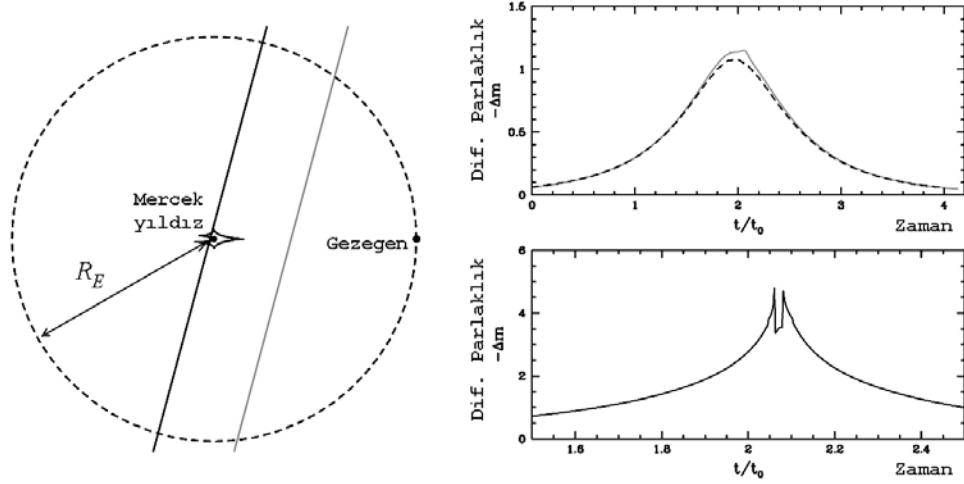 Mercek
yıldız
Gezegen
R_E
Dif. Parlaklık
-Δm
1.5
1
0.5
0
0
1
2
3
4
t/t₀
Zaman
Dif. Parlaklık
-Δm
6
4
2
0
1.6
1.8
2
2.2
2.4
t/t₀
Zaman